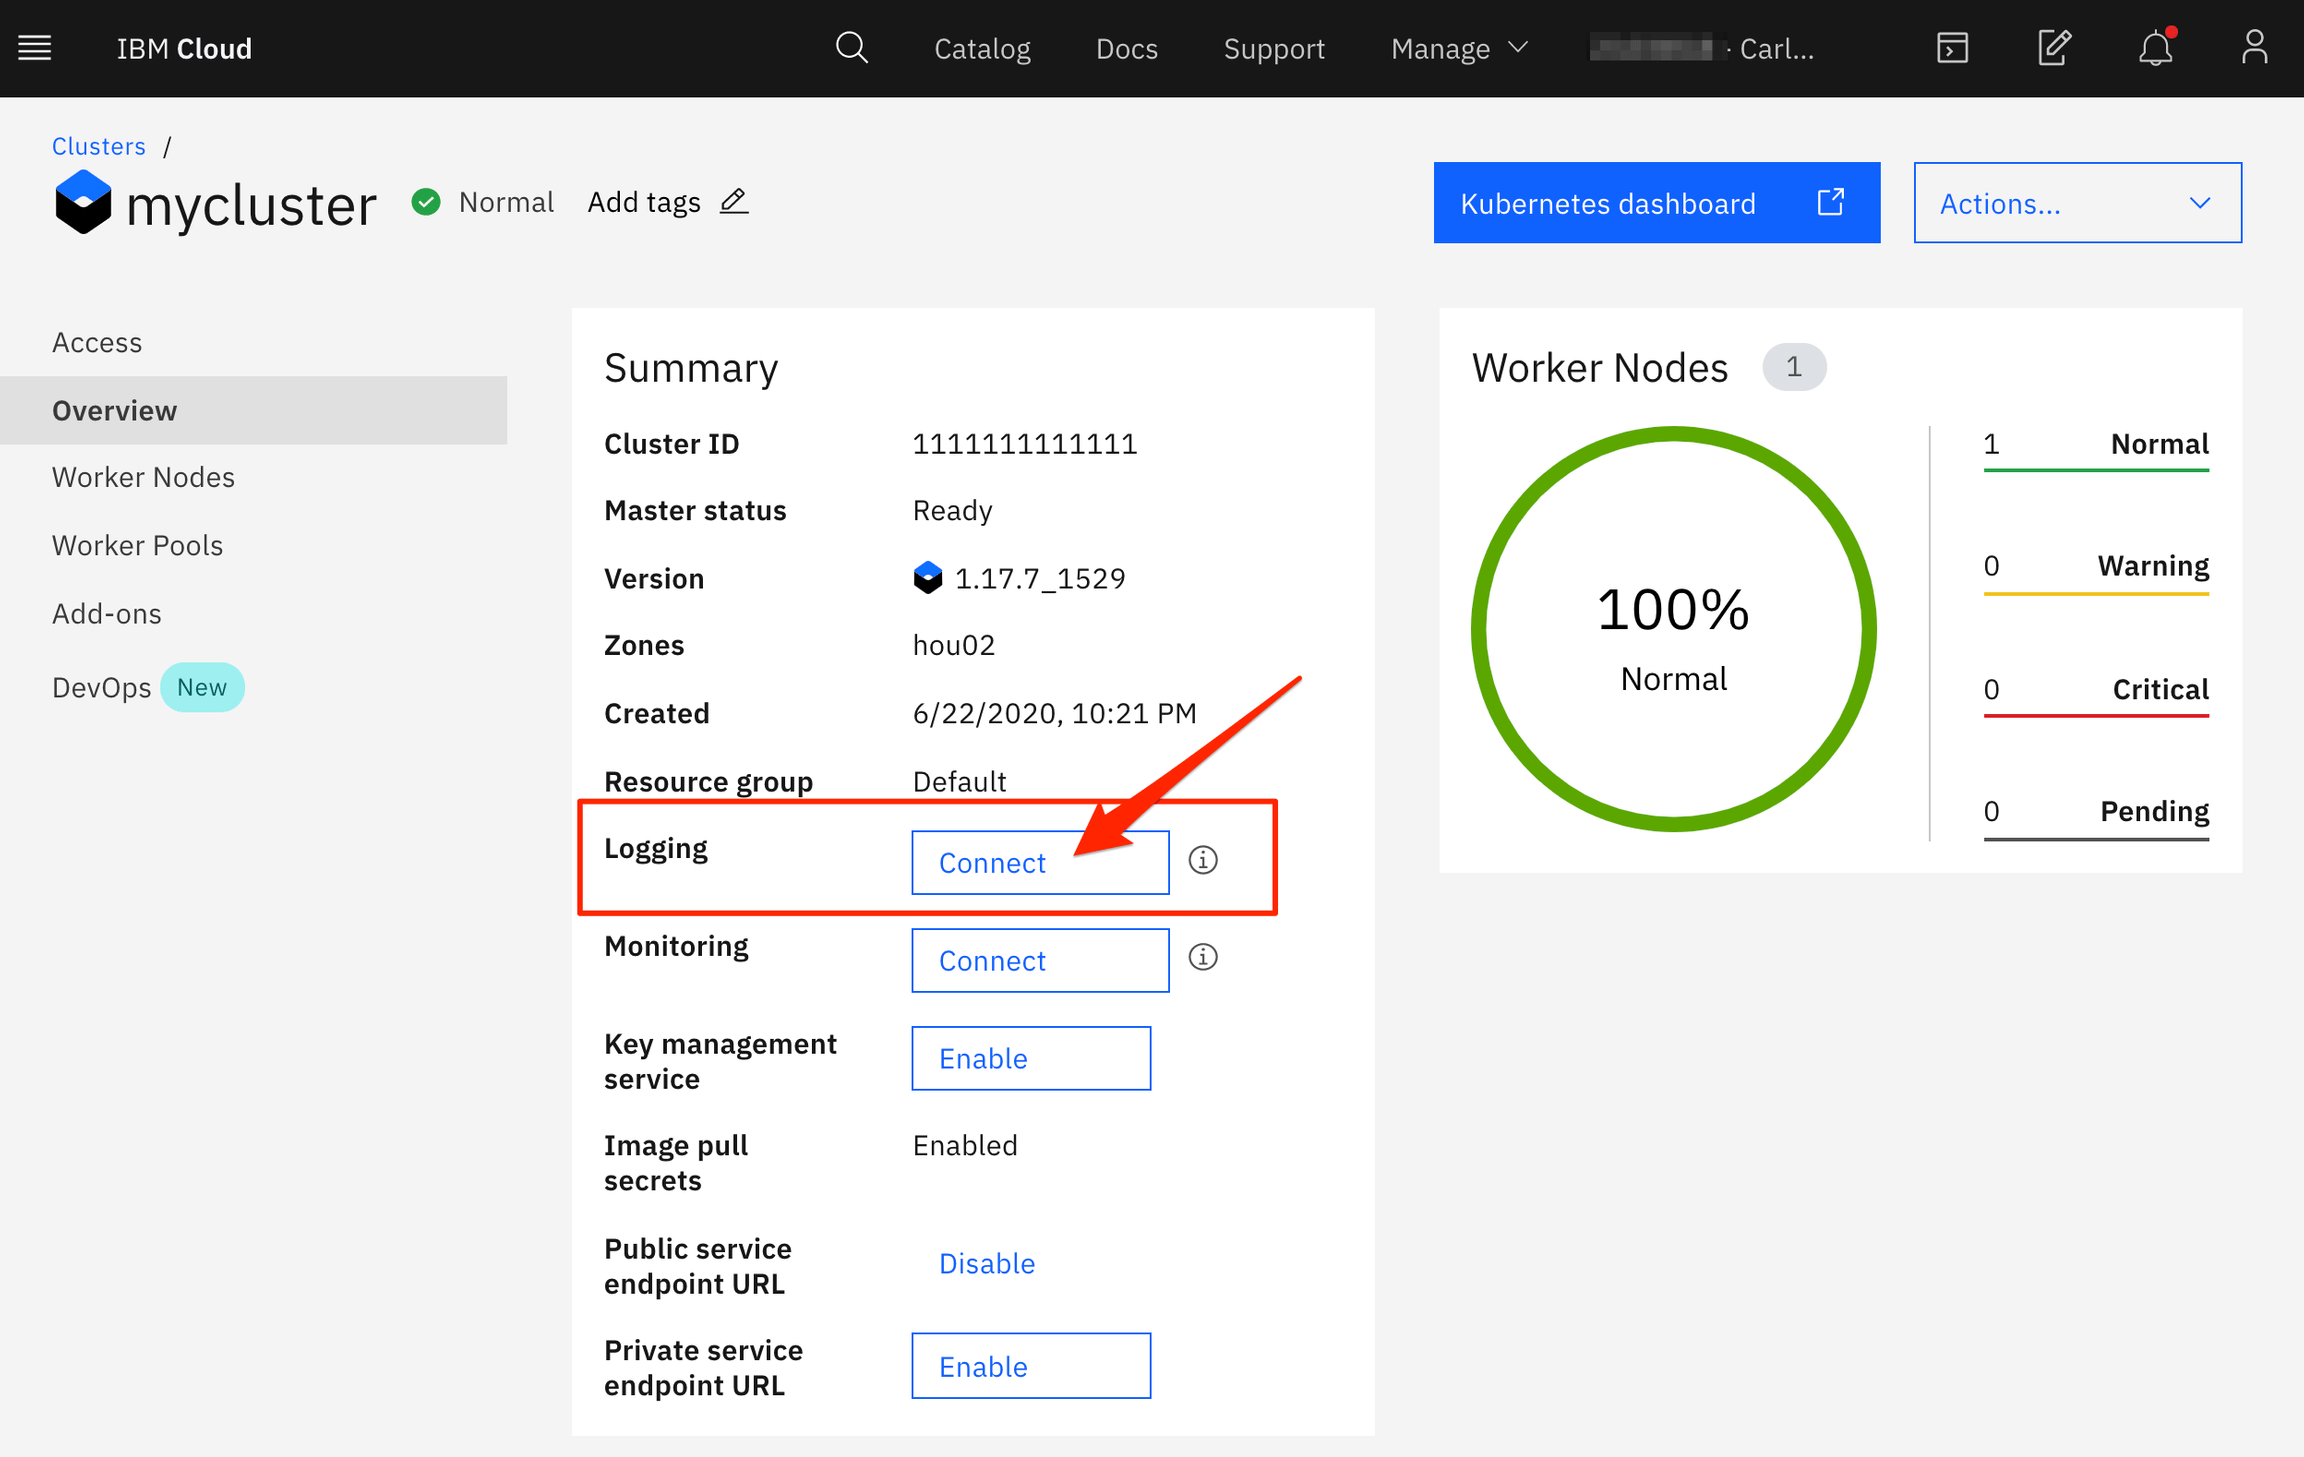 IBM Cloud
Catalog
Docs
Support
Manage
- Carl...
Clusters /
mycluster
Normal
Add tags
Kubernetes dashboard
Actions...
Access
Overview
Worker Nodes
Worker Pools
Add-ons
DevOps New
Summary
Cluster ID 1111111111111
Master status Ready
Version 1.17.7_1529
Zones hou02
Created 6/22/2020, 10:21 PM
Resource group Default
Logging Connect
Monitoring Connect
Key management
service
Enable
Image pull
secrets
Enabled
Public service
endpoint URL
Disable
Private service
endpoint URL
Enable
Worker Nodes 1
100%
Normal
1 Normal
0 Warning
0 Critical
0 Pending